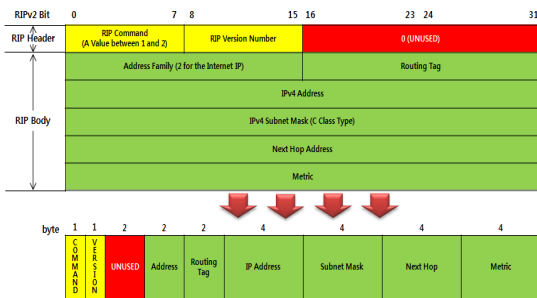 RIPv2 Bit 0 7 8 15 16 23 24 31
RIP Header
RIP Command
(A Value between 1 and 2)
RIP Version Number
0 (UNUSED)
RIP Body
Address Family (2 for the Internet IP)
Routing Tag
IPv4 Address
IPv4 Subnet Mask (C Class Type)
Next Hop Address
Metric
byte 1 1 2 2 2 4 4 4 4
COMMAND
VERSION
UNUSED
Address
Routing
Tag
IP Address
Subnet Mask
Next Hop
Metric